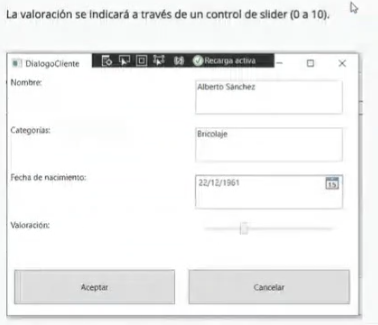 La valoración se indicará a través de un control de slider (0 a 10).
DialogoCliente
Recarga activa
Nombre:
Alberto Sánchez
Categorías:
Bricolaje
Fecha de nacimiento:
22/12/1961
15
Valoración:
Aceptar
Cancelar